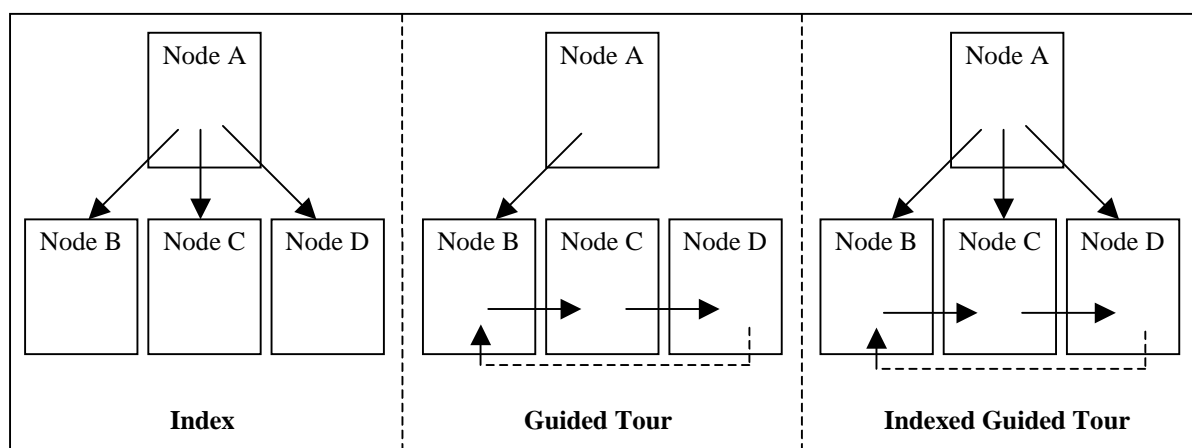 Node A
Node B
Node C
Node D
Index
Node A
Node B
Node C
Node D
Guided Tour
Node A
Node B
Node C
Node D
Indexed Guided Tour